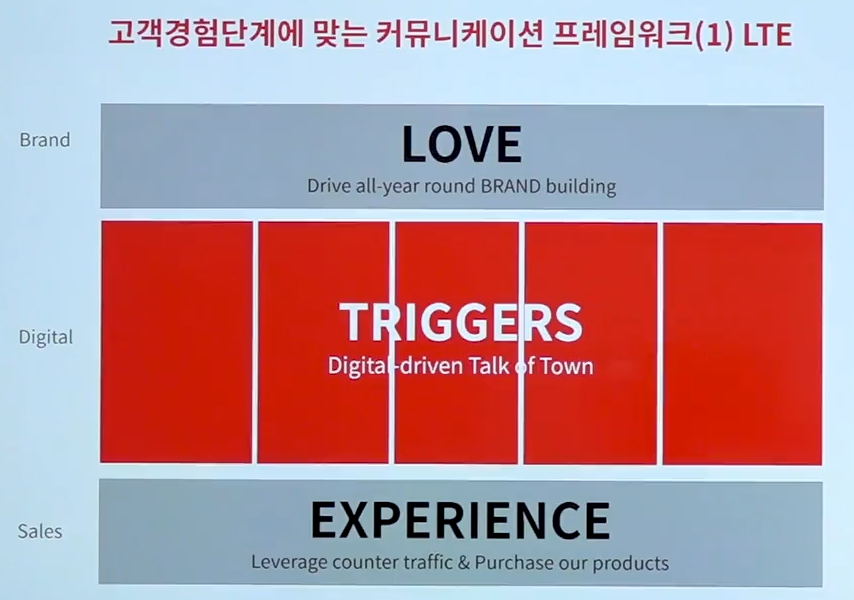 고객경험단계에 맞는 커뮤니케이션 프레임워크(1) LTE
Brand
LOVE
Drive all-year round BRAND building
Digital
TRIGGERS
Digital-driven Talk of Town
Sales
EXPERIENCE
Leverage counter traffic & Purchase our products